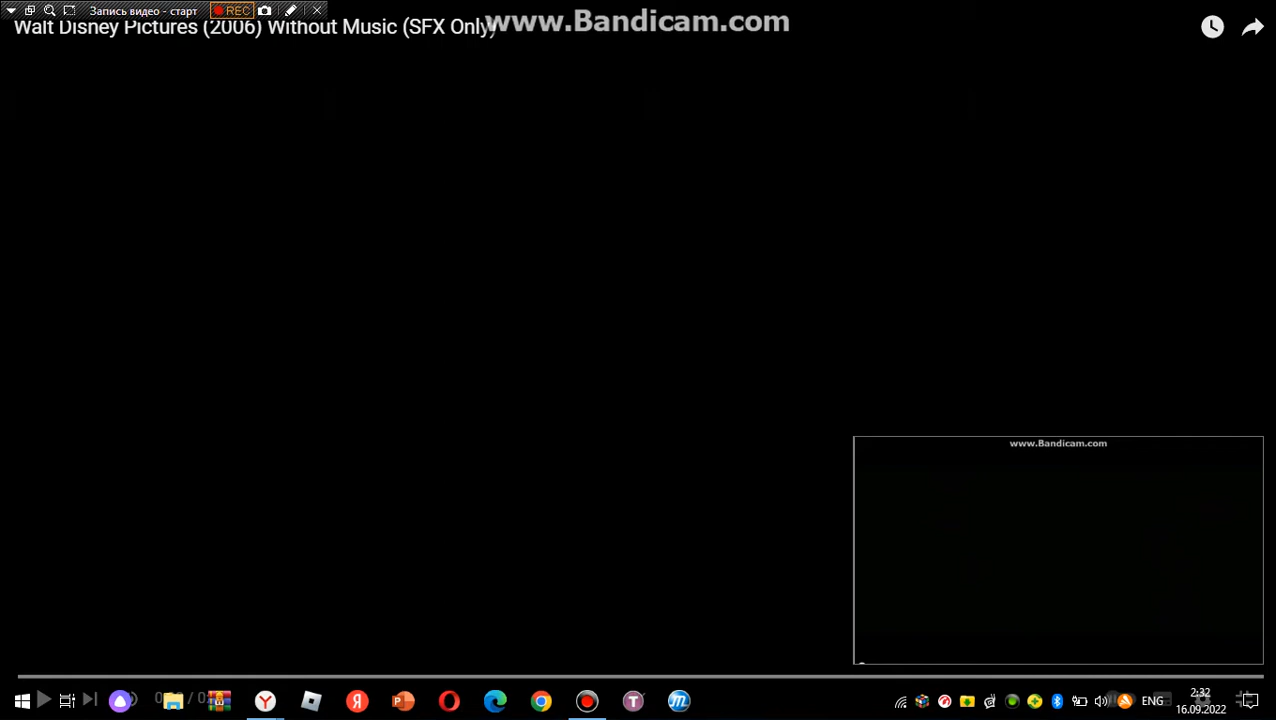 Запись видео - старт
REC
www.Bandicam.com
Walt Disney Pictures (2006) Without Music (SFX Only)
www.Bandicam.com
ENG
2:32
16.09.2022